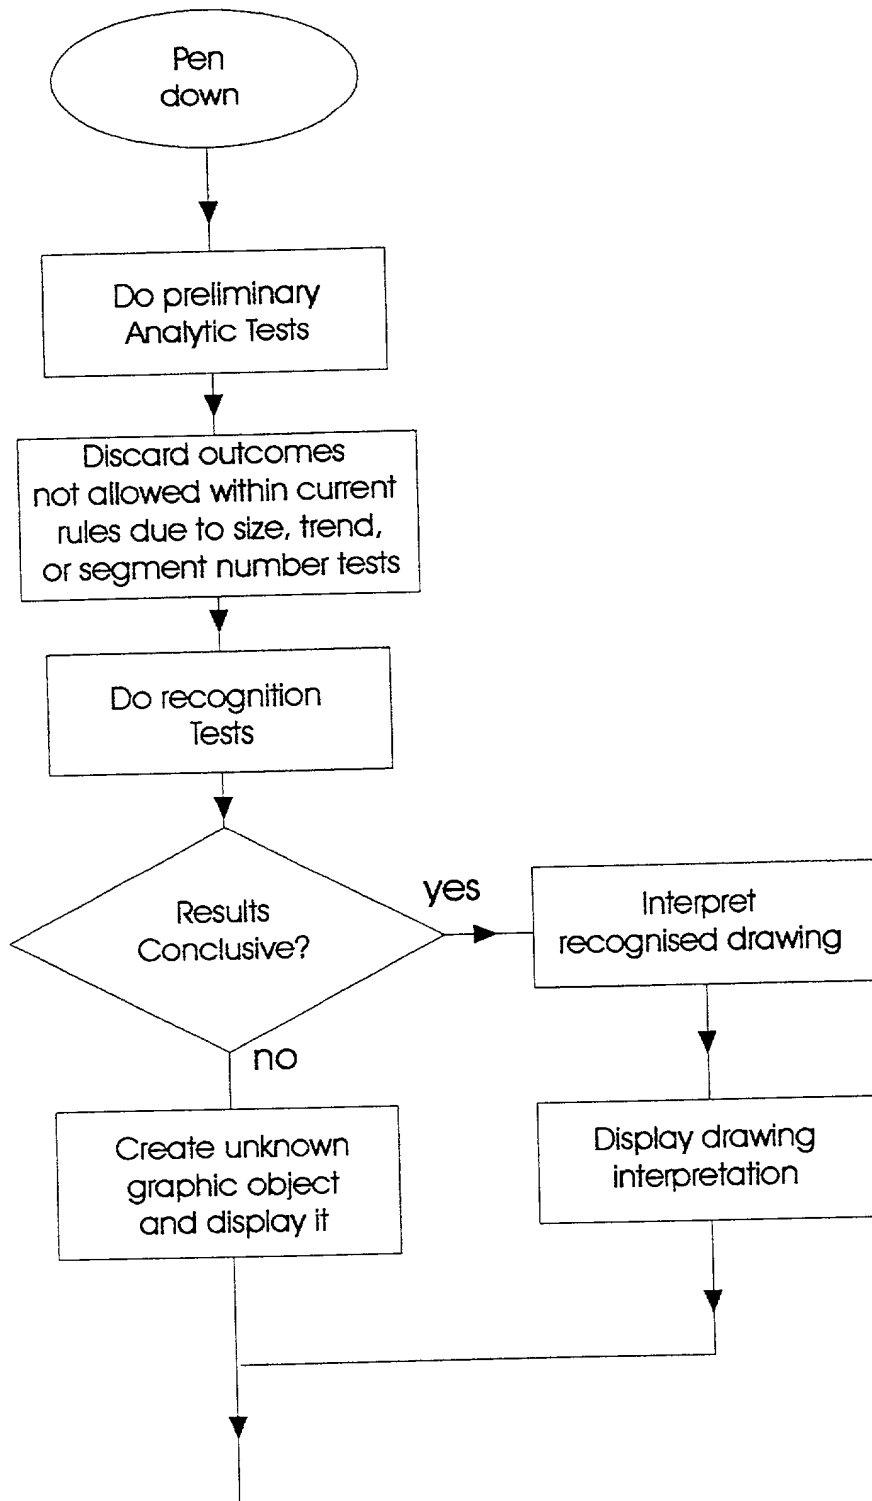 Pen
down
Do preliminary
Analytic Tests
Discard outcomes
not allowed within current
rules due to size, trend,
or segment number tests
Do recognition
Tests
Results
Conclusive?
yes
Interpret
recognised drawing
Display drawing
interpretation
no
Create unknown
graphic object
and display it